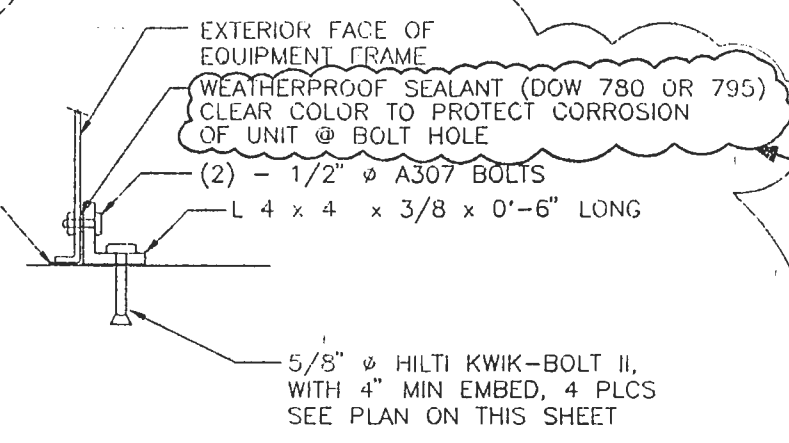 EXTERIOR FACE OF
EQUIPMENT FRAME
WEATHERPROOF SEALANT (DOW 780 OR 795)
CLEAR COLOR TO PROTECT CORROSION
OF UNIT @ BOLT HOLE
(2) - 1/2" ø A307 BOLTS
L 4 x 4 x 3/8 x 0'-6" LONG
5/8" ø HILTI KWIK-BOLT II,
WITH 4" MIN EMBED, 4 PLCS
SEE PLAN ON THIS SHEET